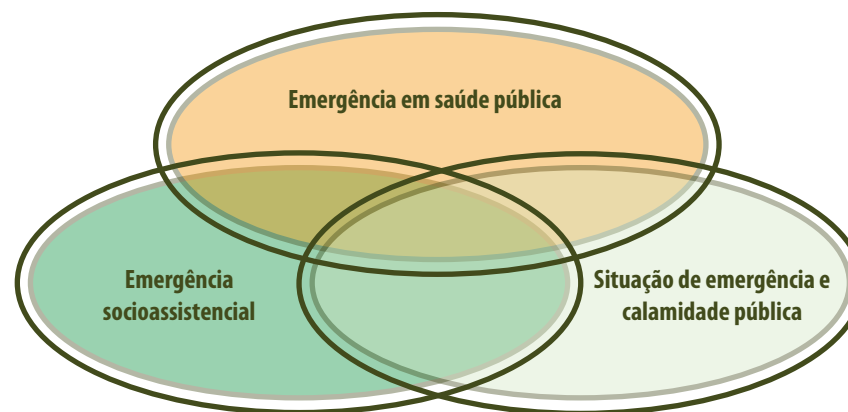 Emergência em saúde pública
Emergência
socioassistencial
Situação de emergência e
calamidade pública